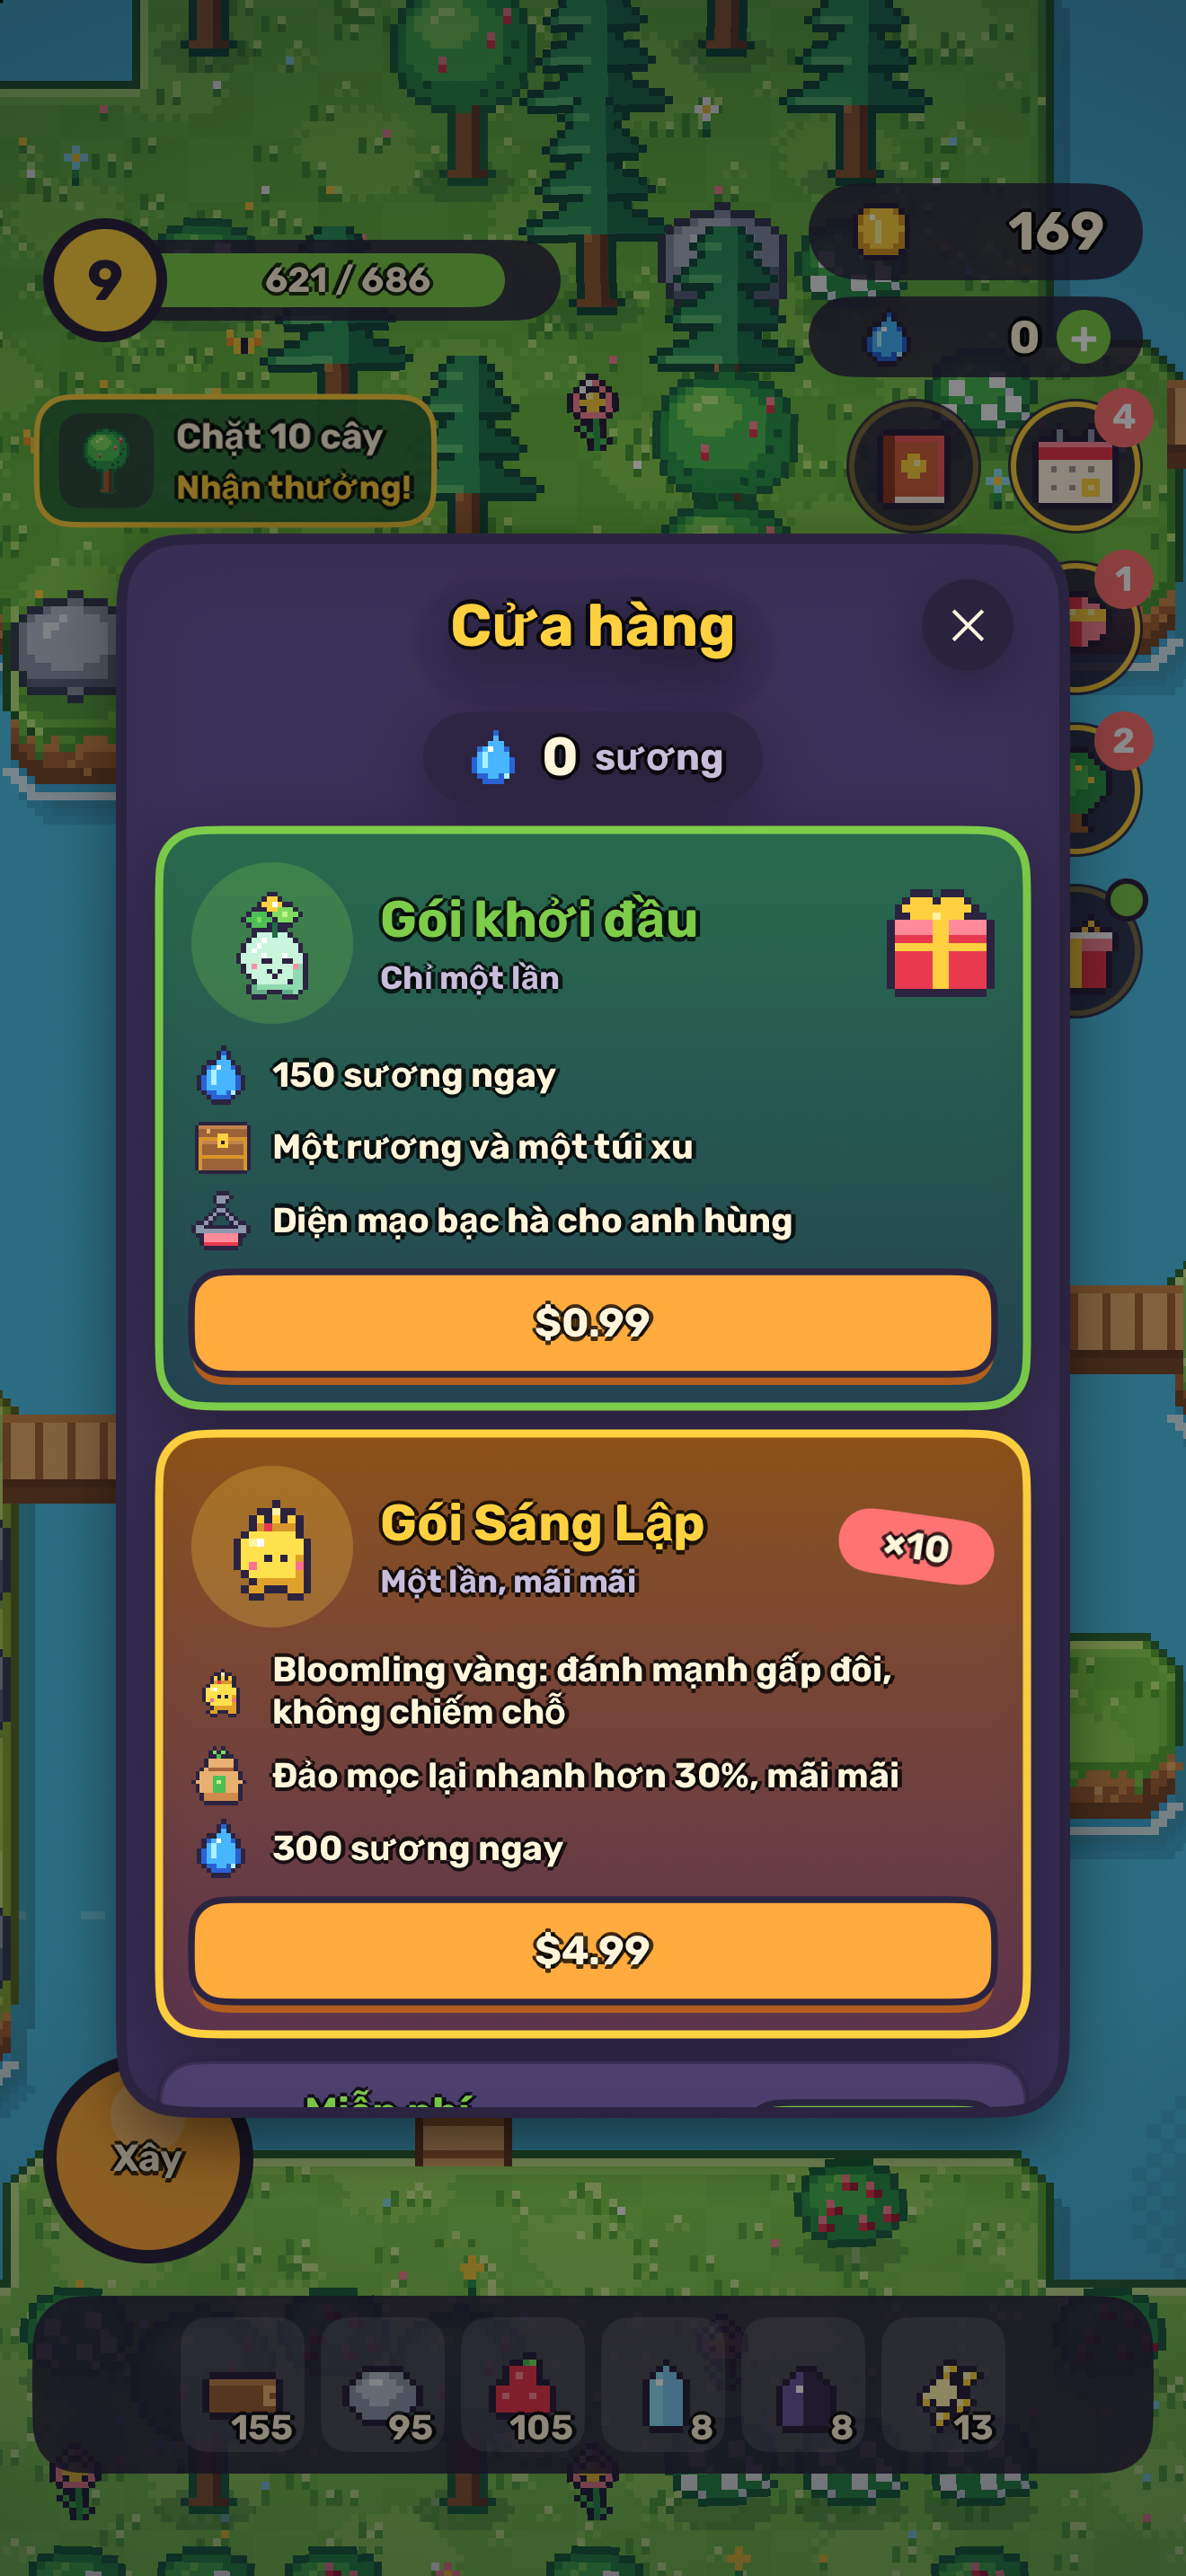 169
9
621/686
0
+
Chặt 10 cây
Nhận thưởng!
4
1
2
Cửa hàng
0 sương
Gói khởi đầu
Chỉ một lần
150 sương ngay
Một rương và một túi xu
Diện mạo bạc hà cho anh hùng
$0.99
Gói Sáng Lập
Một lần, mãi mãi
×10
Bloomling vàng: đánh mạnh gấp đôi,
không chiếm chỗ
Đảo mọc lại nhanh hơn 30%, mãi mãi
300 sương ngay
$4.99
Miễn phí
Xây
155
95
105
8
8
13